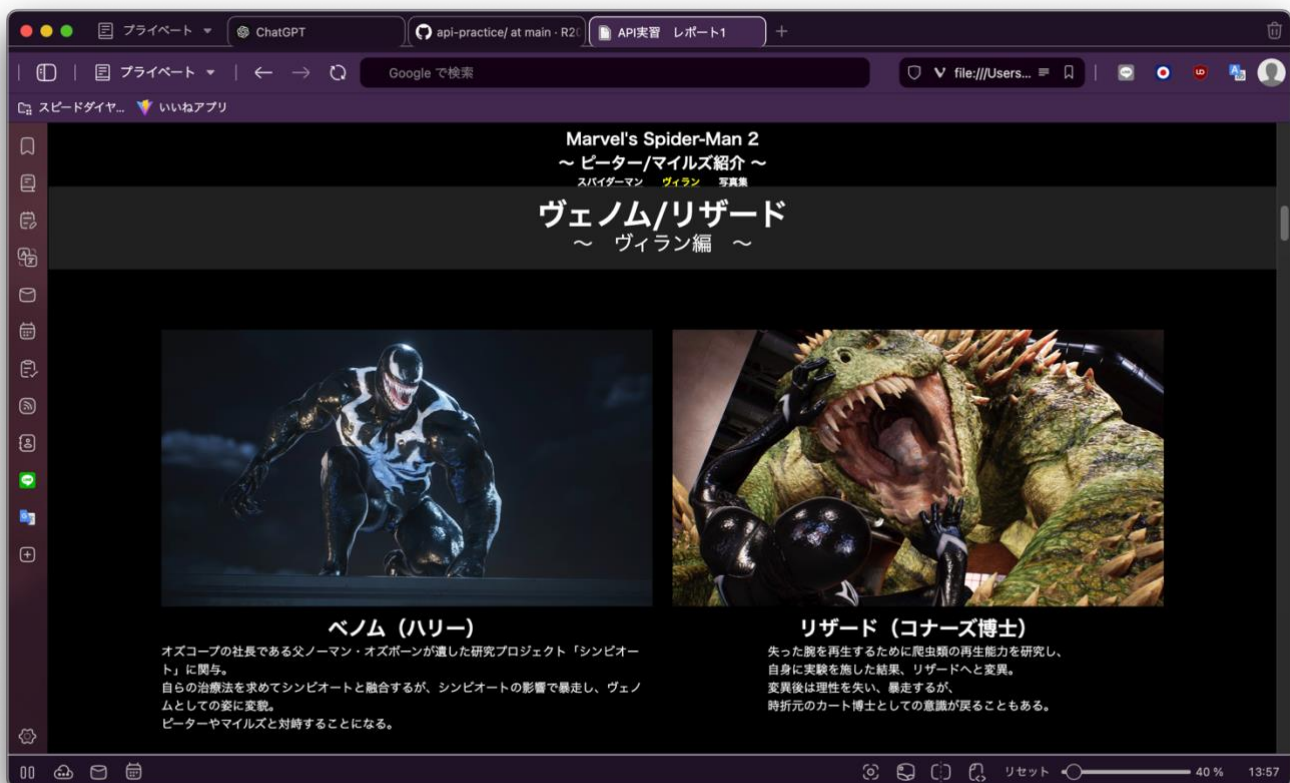 プライベート
ChatGPT
api-practice/ at main · R20
API実習 レポート1
プライベート
Google で検索
file:///Users...
スピードダイヤ...
いいねアプリ
Marvel's Spider-Man 2
〜 ピーター/マイルズ紹介 〜
スパイダーマン ヴィラン 写真集
ヴェノム/リザード
〜 ヴィラン編 〜
ベノム（ハリー）
オズコープの社長である父ノーマン・オズボーンが遺した研究プロジェクト「シンビオー
ト」に関与。
自らの治療法を求めてシンビオートと融合するが、シンビオートの影響で暴走し、ヴェノ
ムとしての姿に変貌。
ピーターやマイルズと対峙することになる。
リザード（コナーズ博士）
失った腕を再生するために爬虫類の再生能力を研究し、
自身に実験を施した結果、リザードへと変異。
変異後は理性を失い、暴走するが、
時折元のカート博士としての意識が戻ることもある。
リセット
40 %
13:57